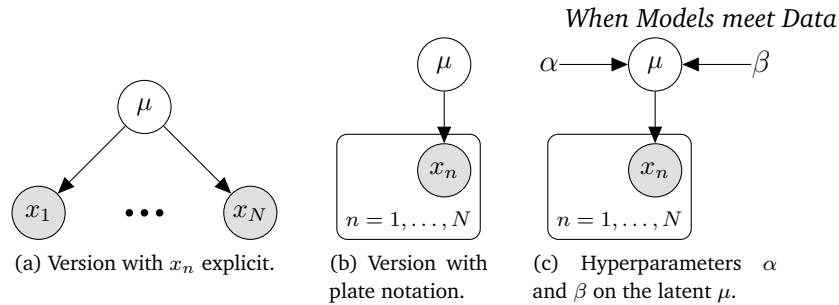 When Models meet Data
μ
x₁ ••• x_N
(a) Version with xₙ explicit.
μ
xₙ
n = 1, . . . , N
(b) Version with
plate notation.
α μ β
xₙ
n = 1, . . . , N
(c) Hyperparameters α
and β on the latent μ.